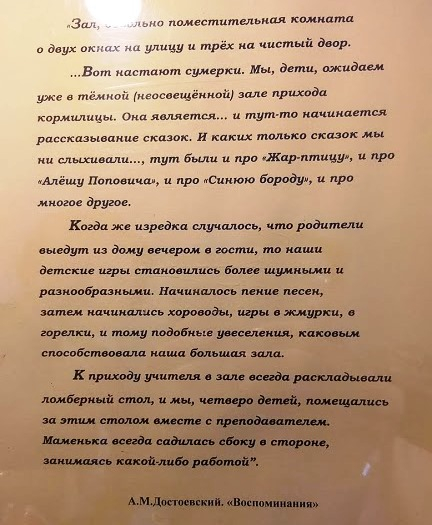 «Зал, довольно поместительная комната
о двух окнах на улицу и трёх на чистый двор.
...Вот настают сумерки. Мы, дети, ожидаем
уже в тёмной (неосвещённой) зале прихода
кормилицы. Она является... и тут-то начинается
рассказывание сказок. И каких только сказок мы
ни слыхивали..., тут были и про «Жар-птицу», и про
«Алёшу Поповича», и про «Синюю бороду», и про
многое другое.
Когда же изредка случалось, что родители
выедут из дому вечером в гости, то наши
детские игры становились более шумными и
разнообразными. Начиналось пение песен,
затем начинались хороводы, игры в жмурки, в
горелки, и тому подобные увеселения, каковым
способствовала наша большая зала.
К приходу учителя в зале всегда раскладывали
ломберный стол, и мы, четверо детей, помещались
за этим столом вместе с преподавателем.
Маменька всегда садилась сбоку в стороне,
занимаясь какой-либо работой".
А.М.Достоевский. «Воспоминания»